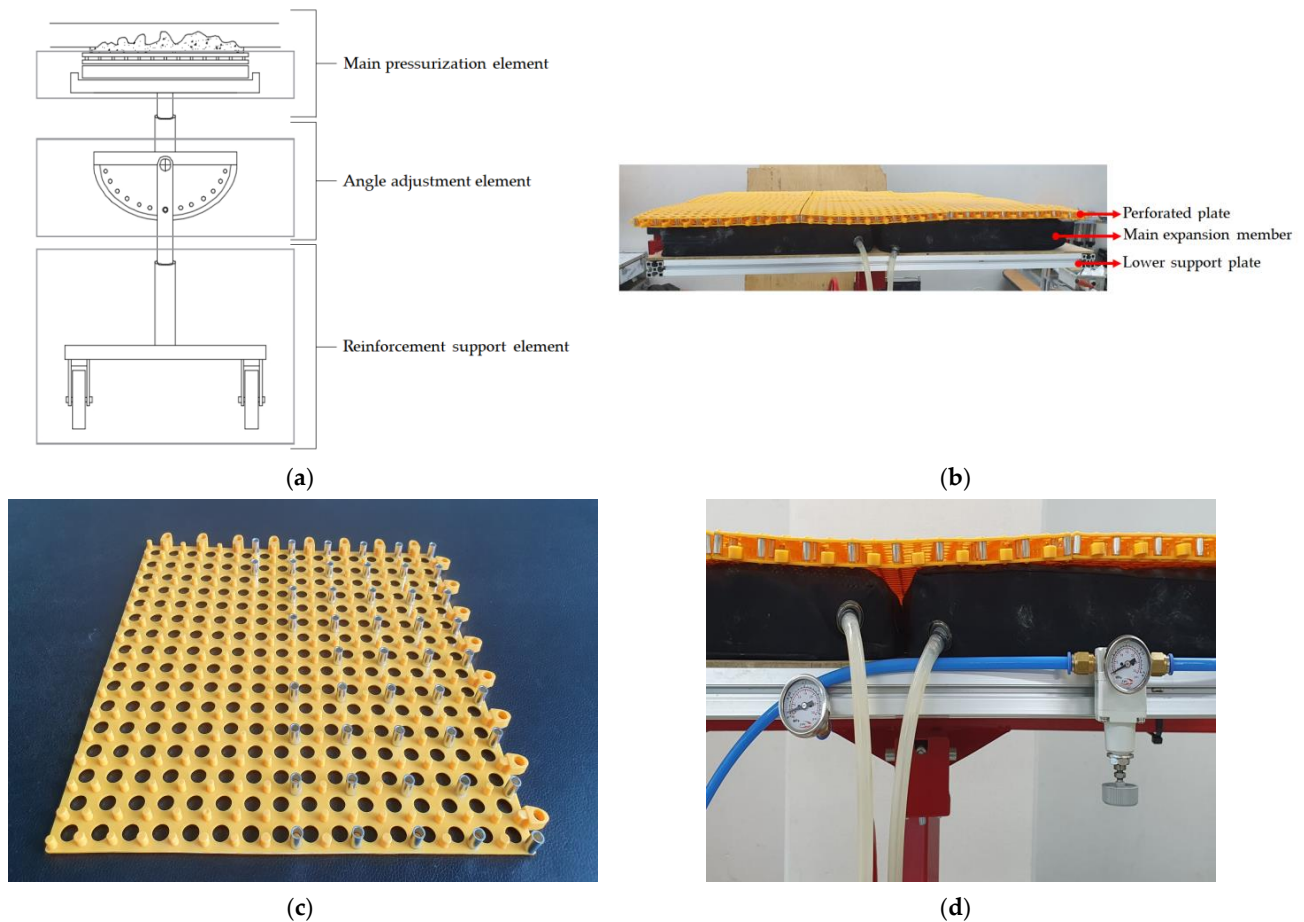 Main pressurization element
Angle adjustment element
Reinforcement support element
(a)
Perforated plate
Main expansion member
Lower support plate
(b)
(c)
(d)